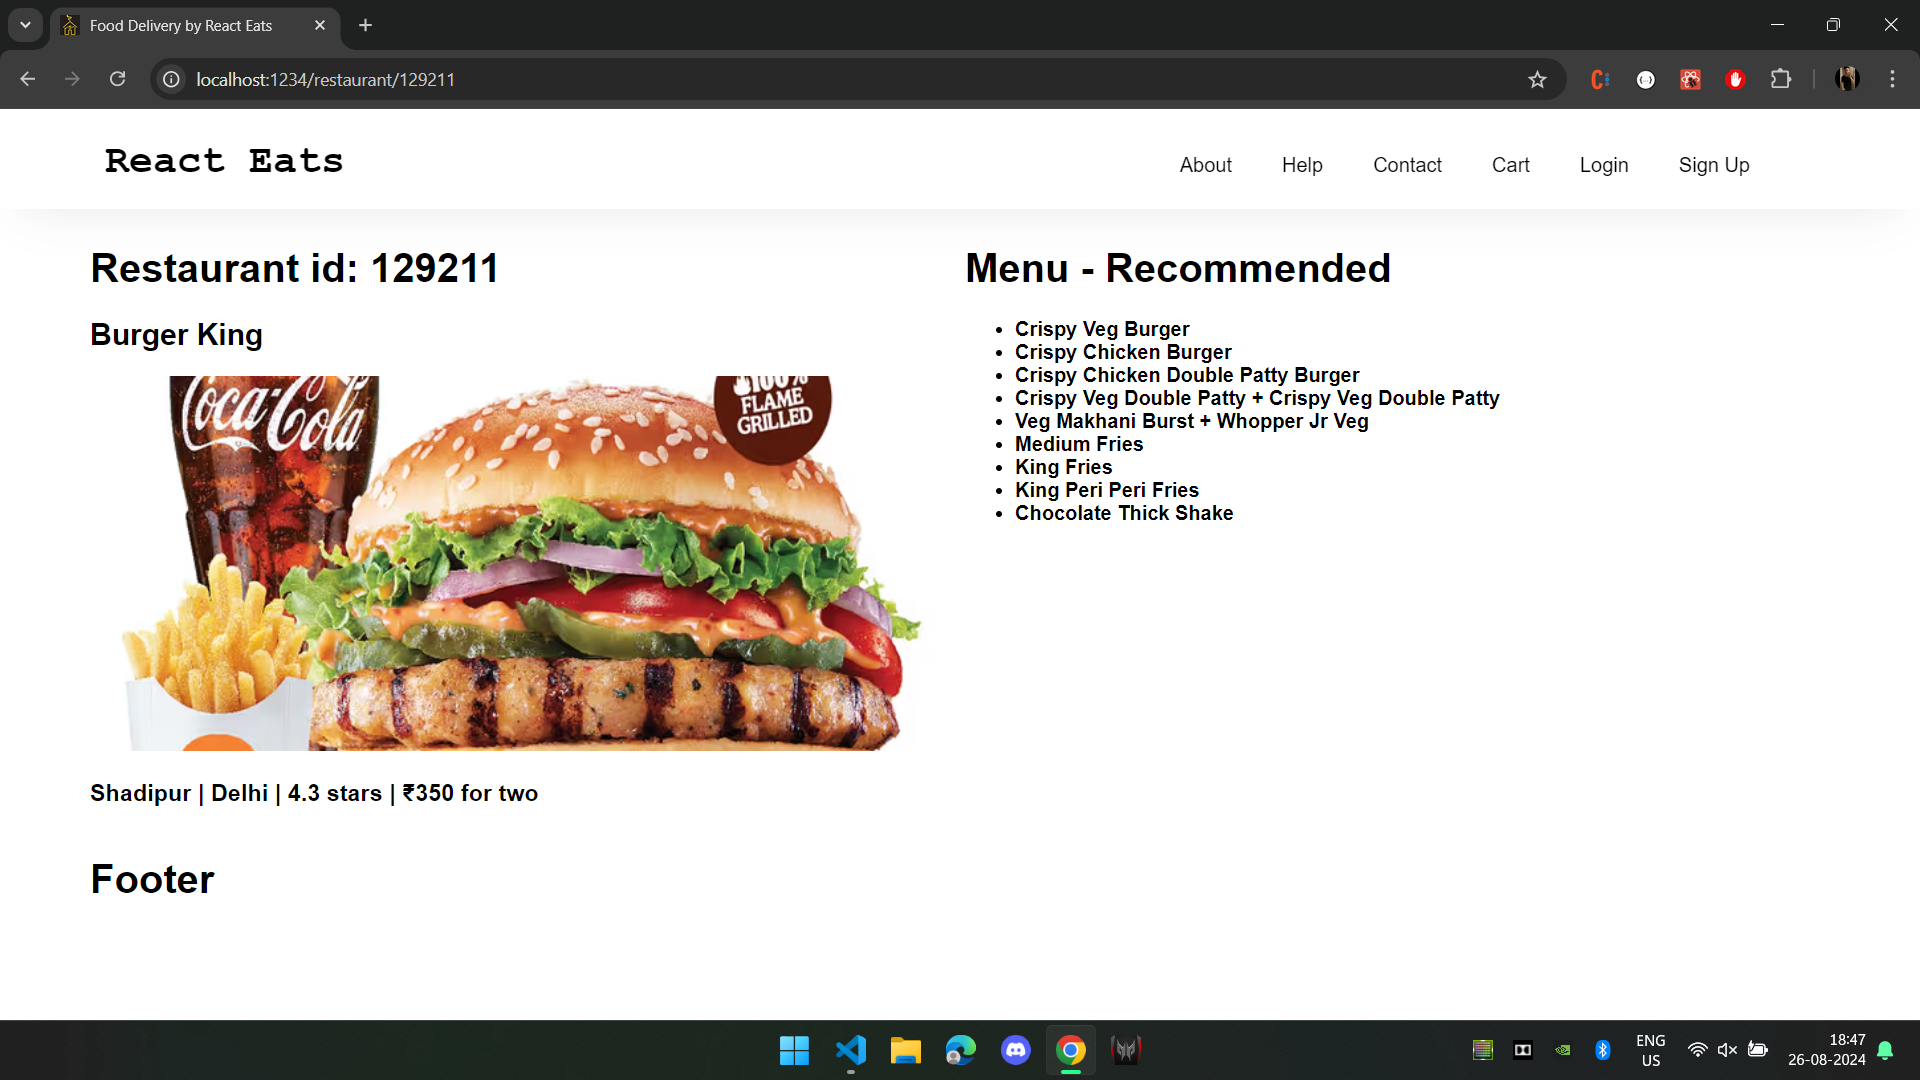 Food Delivery by React Eats
localhost:1234/restaurant/129211
React Eats
About Help Contact Cart Login Sign Up
Restaurant id: 129211
Burger King
Coca-Cola
100%
FLAME
GRILLED
Shadipur | Delhi | 4.3 stars | ₹350 for two
Menu - Recommended
Crispy Veg Burger
Crispy Chicken Burger
Crispy Chicken Double Patty Burger
Crispy Veg Double Patty + Crispy Veg Double Patty
Veg Makhani Burst + Whopper Jr Veg
Medium Fries
King Fries
King Peri Peri Fries
Chocolate Thick Shake
Footer
ENG
US
18:47
26-08-2024